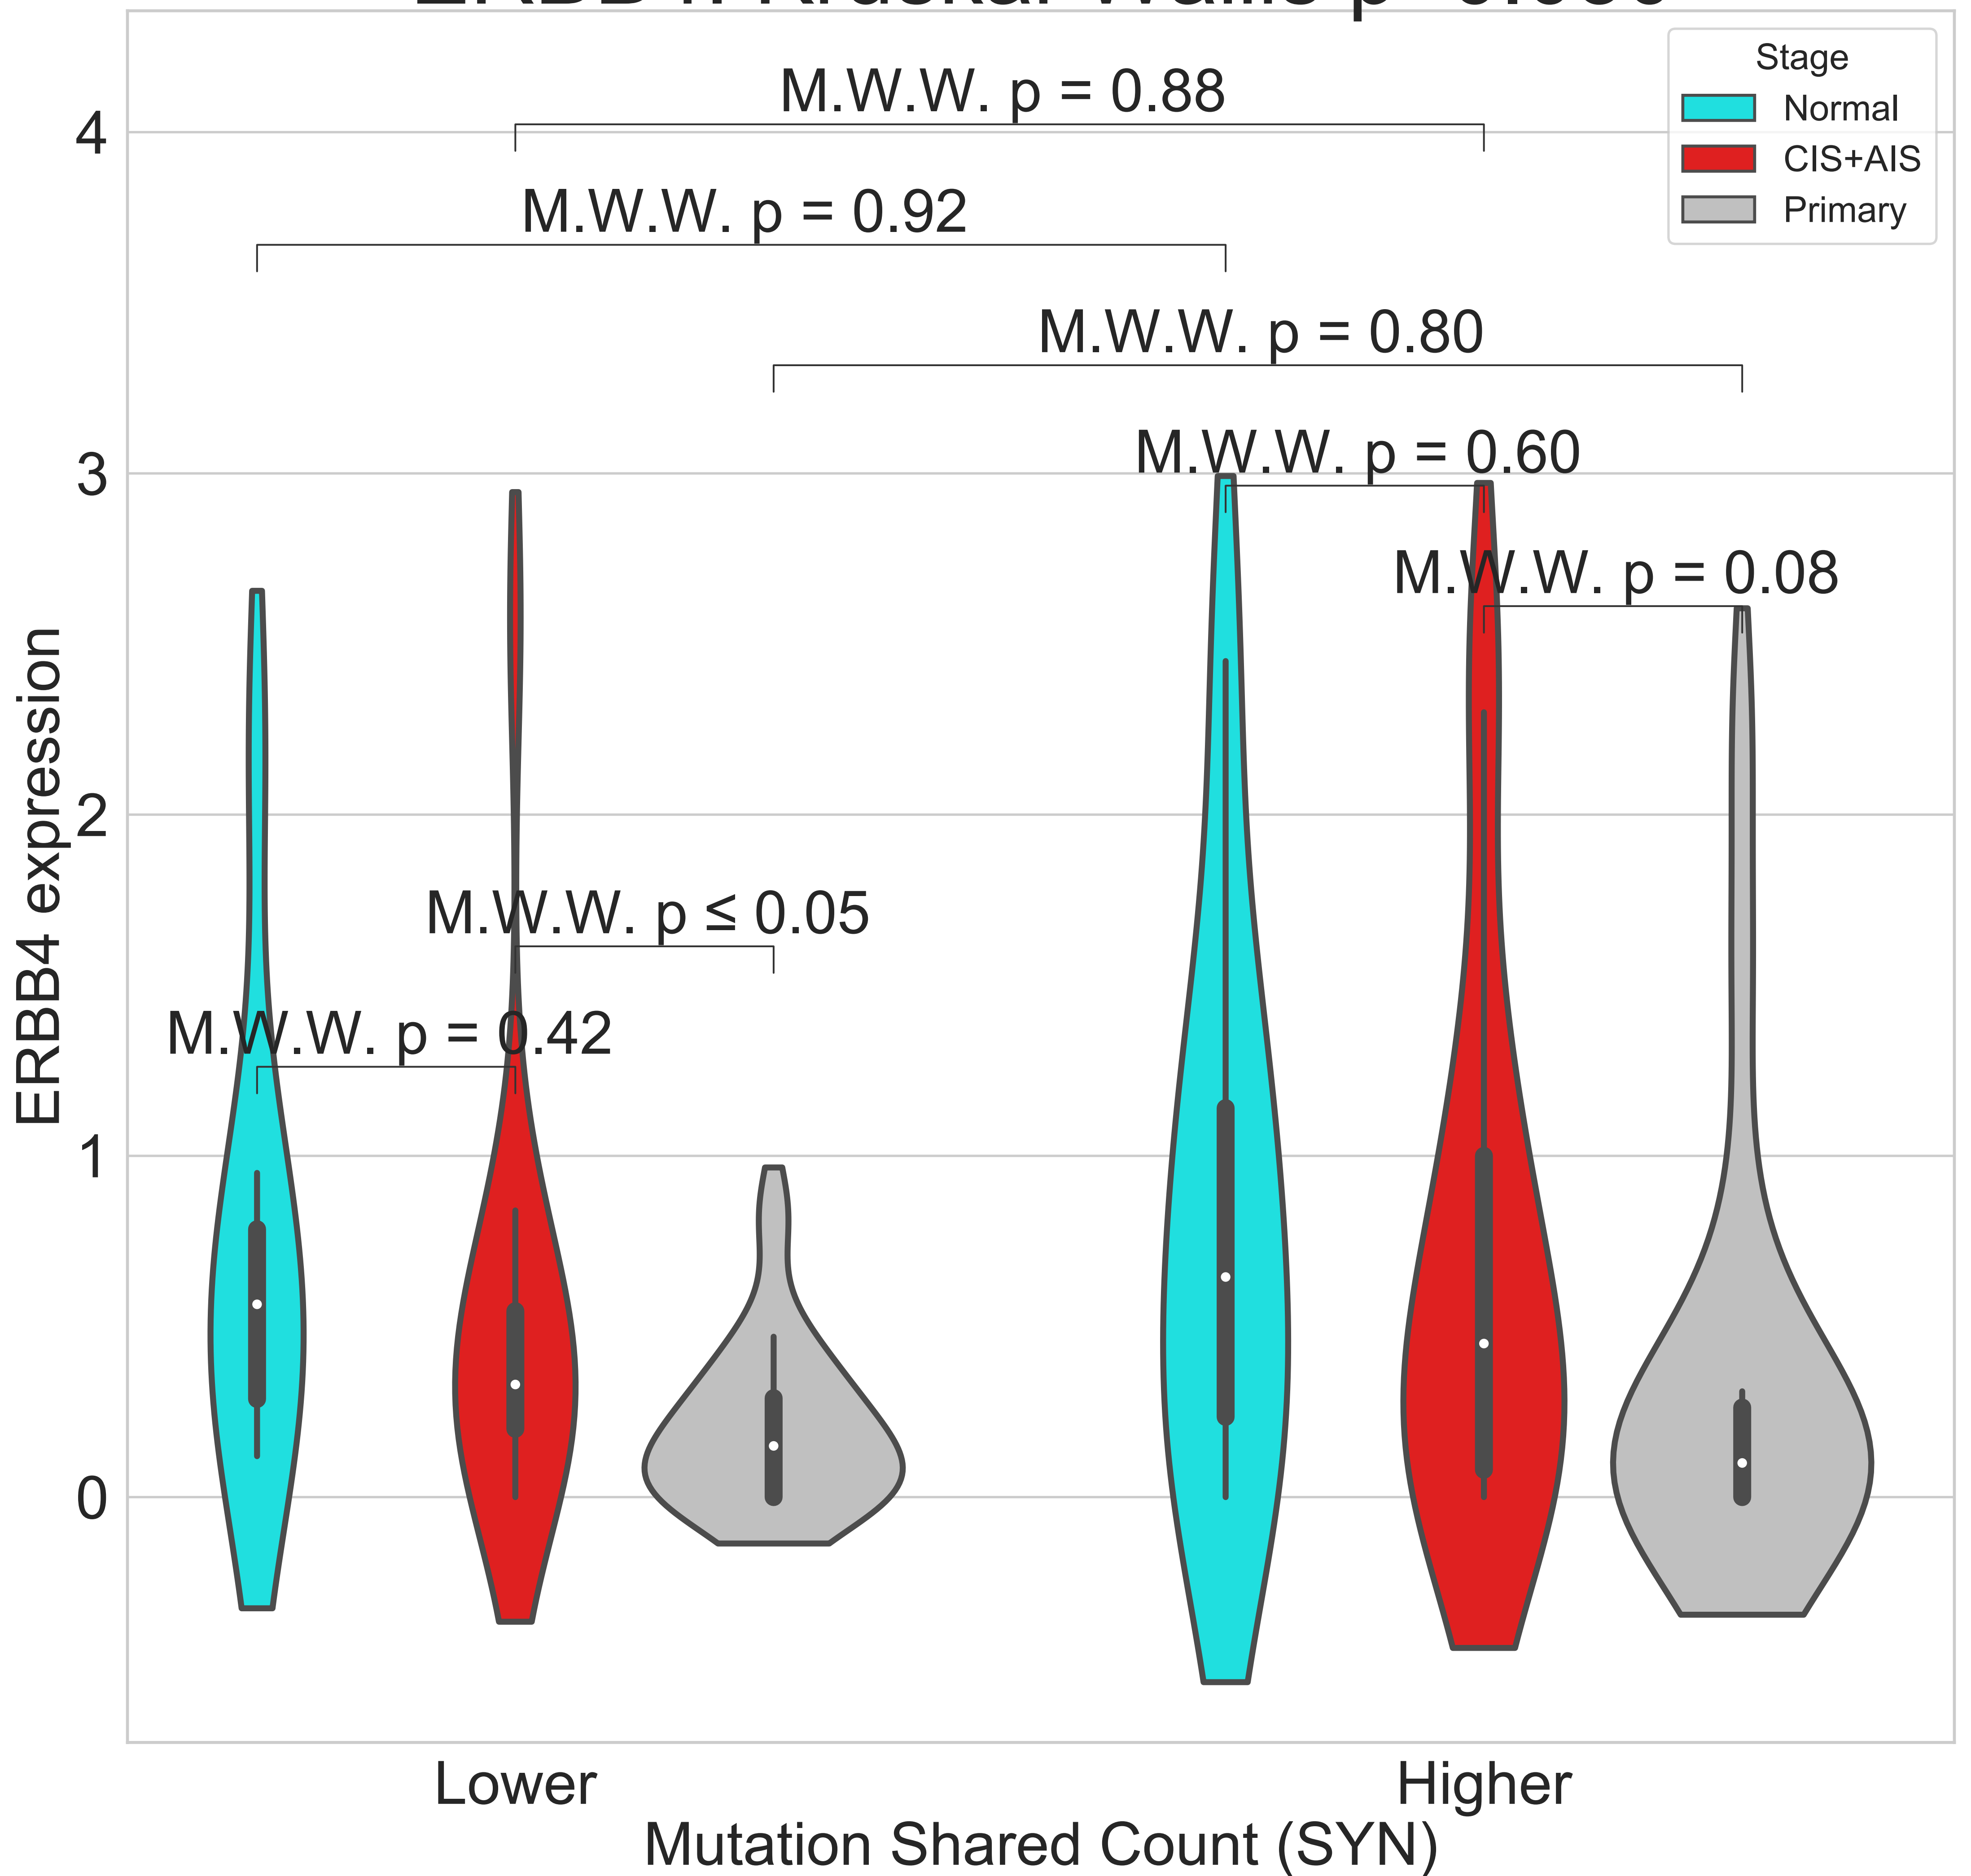 Stage
Normal
CIS+AIS
Primary
M.W.W. p = 0.88
M.W.W. p = 0.92
M.W.W. p = 0.80
M.W.W. p = 0.60
M.W.W. p = 0.08
M.W.W. p ≤ 0.05
M.W.W. p = 0.42
4
3
2
1
0
ERBB4 expression
Lower
Higher
Mutation Shared Count (SYN)